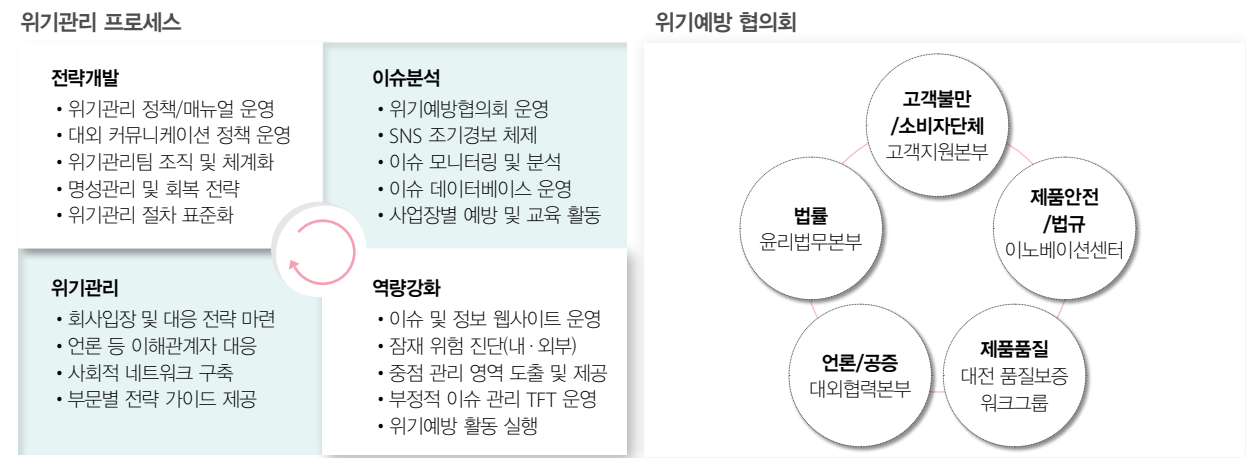 위기관리 프로세스
전략개발
• 위기관리 정책/매뉴얼 운영
• 대외 커뮤니케이션 정책 운영
• 위기관리팀 조직 및 체계화
• 명성관리 및 회복 전략
• 위기관리 절차 표준화
이슈분석
• 위기예방협의회 운영
• SNS 조기경보 체제
• 이슈 모니터링 및 분석
• 이슈 데이터베이스 운영
• 사업장별 예방 및 교육 활동
위기관리
• 회사입장 및 대응 전략 마련
• 언론 등 이해관계자 대응
• 사회적 네트워크 구축
• 부문별 전략 가이드 제공
역량강화
• 이슈 및 정보 웹사이트 운영
• 잠재 위험 진단(내 · 외부)
• 중점 관리 영역 도출 및 제공
• 부정적 이슈 관리 TFT 운영
• 위기예방 활동 실행
위기예방 협의회
고객불만
/소비자단체
고객지원본부
제품안전
/법규
이노베이션센터
제품품질
대전 품질보증
워크그룹
언론/공증
대외협력본부
법률
윤리법무본부